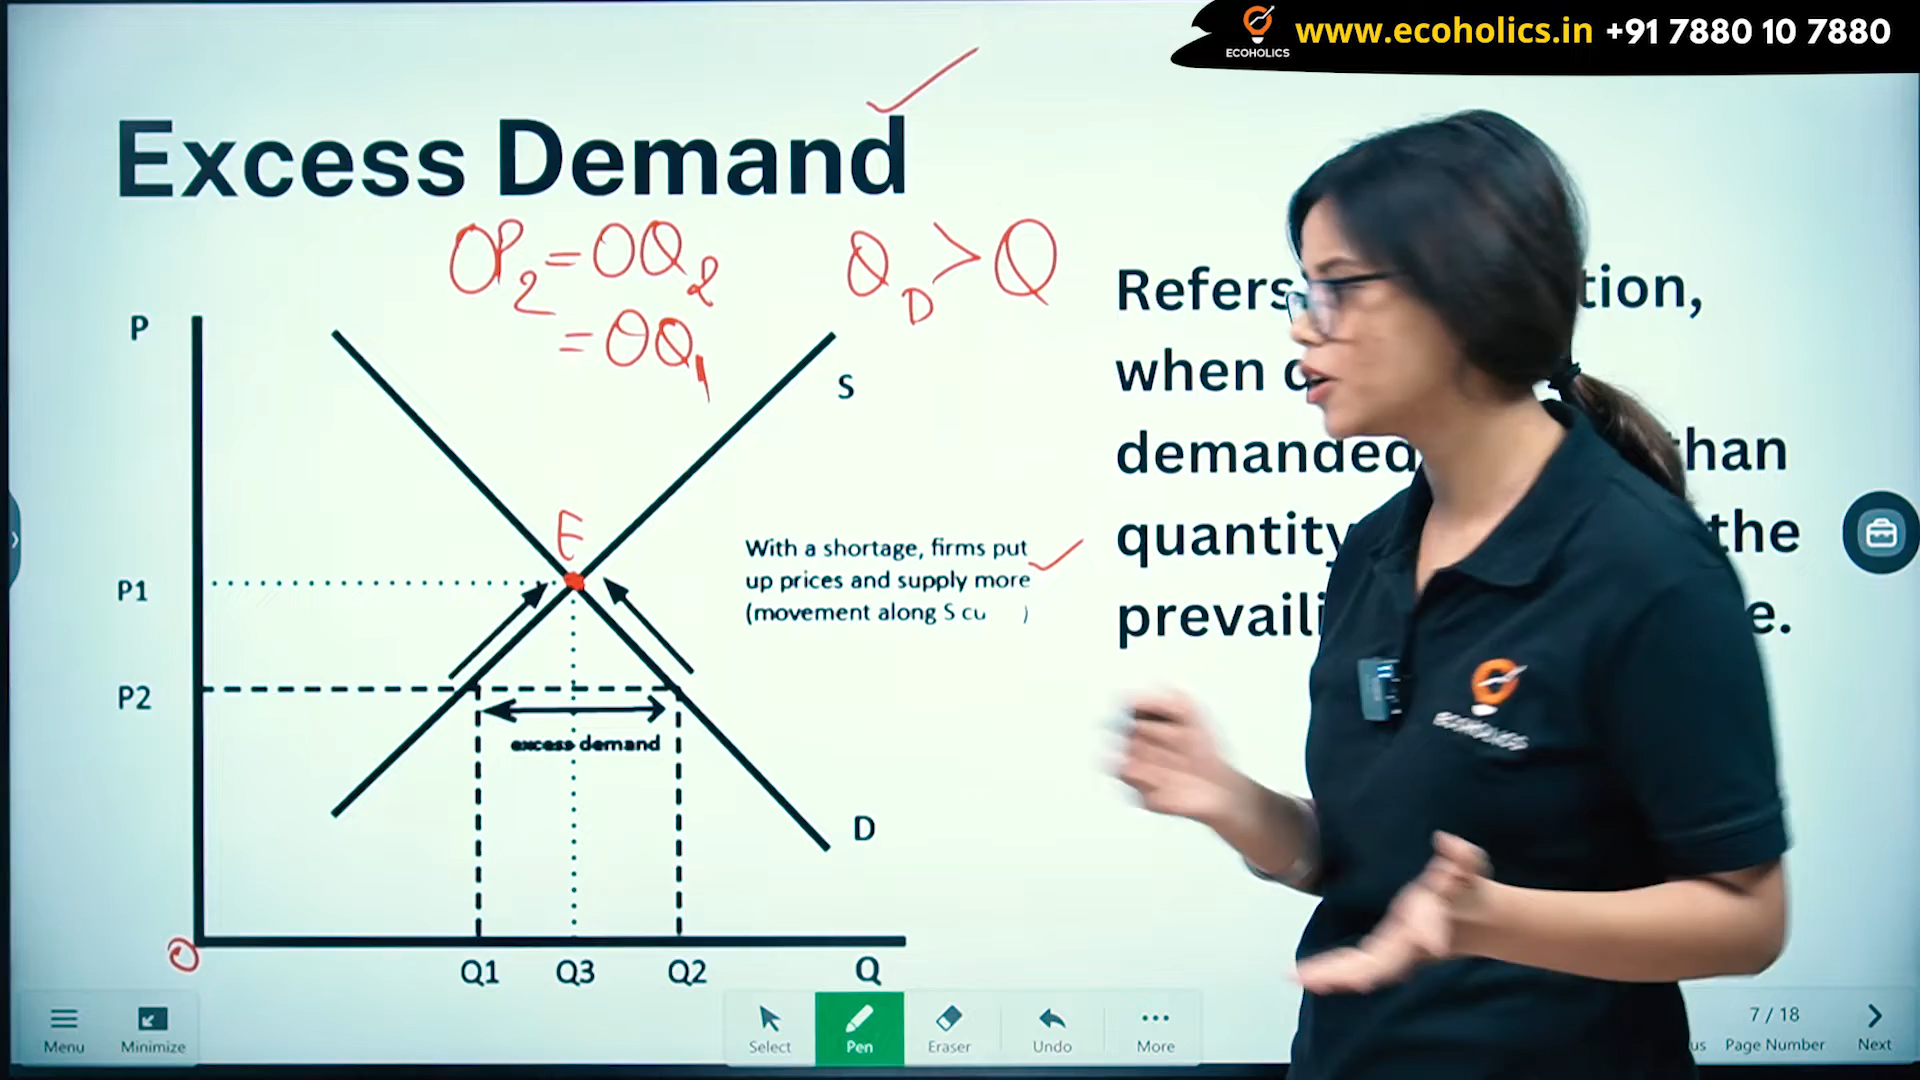 ECOHOLICS
www.ecoholics.in +91 7880 10 7880
Excess Demand
OP2 = OQ2
= OQ1
QD > Q
P
S
E
P1
P2
excess demand
D
O
Q1 Q3 Q2 Q
With a shortage, firms put
up prices and supply more
(movement along S cu )
Refers tion,
when
demanded han
quantity the
prevaili e.
ECOHOLICS
Menu Minimize Select Pen Eraser Undo More
7 / 18
us Page Number Next